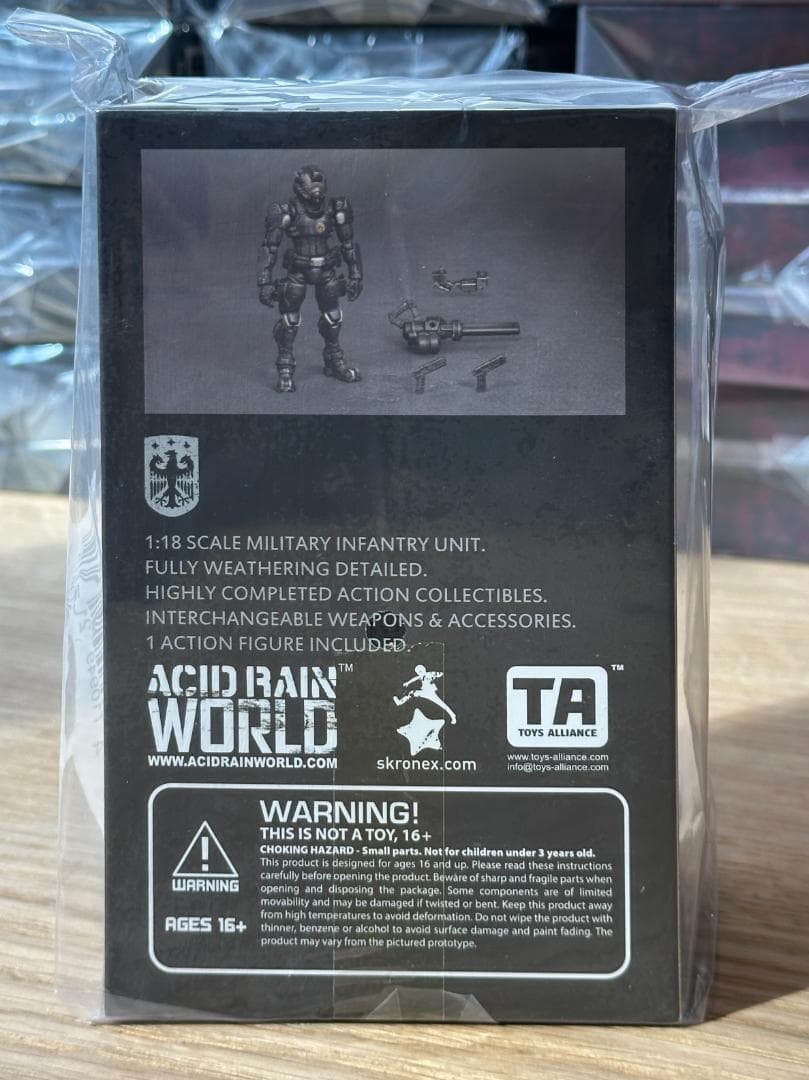 1:18 SCALE MILITARY INFANTRY UNIT.
FULLY WEATHERING DETAILED.
HIGHLY COMPLETED ACTION COLLECTIBLES.
INTERCHANGEABLE WEAPONS & ACCESSORIES.
1 ACTION FIGURE INCLUDED.
ACID RAIN™
WORLD
WWW.ACIDRAINWORLD.COM
skronex.com
TA™
TOYS ALLIANCE
www.toys-alliance.com
info@toys-alliance.com
WARNING
AGES 16+
WARNING!
THIS IS NOT A TOY, 16+
CHOKING HAZARD - Small parts. Not for children under 3 years old.
This product is designed for ages 16 and up. Please read these instructions
carefully before opening the product. Beware of sharp and fragile parts when
opening and disposing the package. Some components are of limited
movability and may be damaged if twisted or bent. Keep this product away
from high temperatures to avoid deformation. Do not wipe the product with
thinner, benzene or alcohol to avoid surface damage and paint fading. The
product may vary from the pictured prototype.